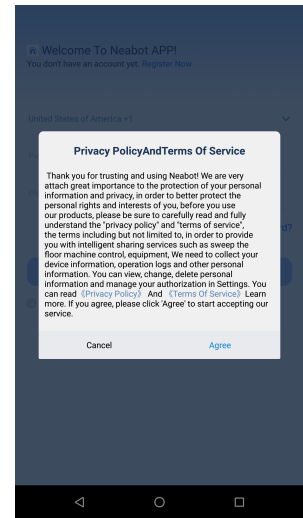 Welcome To Neabot APP!
You don't have an account yet. Register Now
United States of America +1
Privacy PolicyAndTerms Of Service
Thank you for trusting and using Neabot! We are very
attach great importance to the protection of your personal
information and privacy, in order to better protect the
personal rights and interests of you, before you use
our products, please be sure to carefully read and fully
understand the "privacy policy" and "terms of service",
the terms including but not limited to, in order to provide
you with intelligent sharing services such as sweep the
floor machine control, equipment, We need to collect your
device information, operation logs and other personal
information. You can view, change, delete personal
information and manage your authorization in Settings. You
can read 《Privacy Policy》 And 《Terms Of Service》 Learn
more. If you agree, please click 'Agree' to start accepting our
service.
Cancel Agree